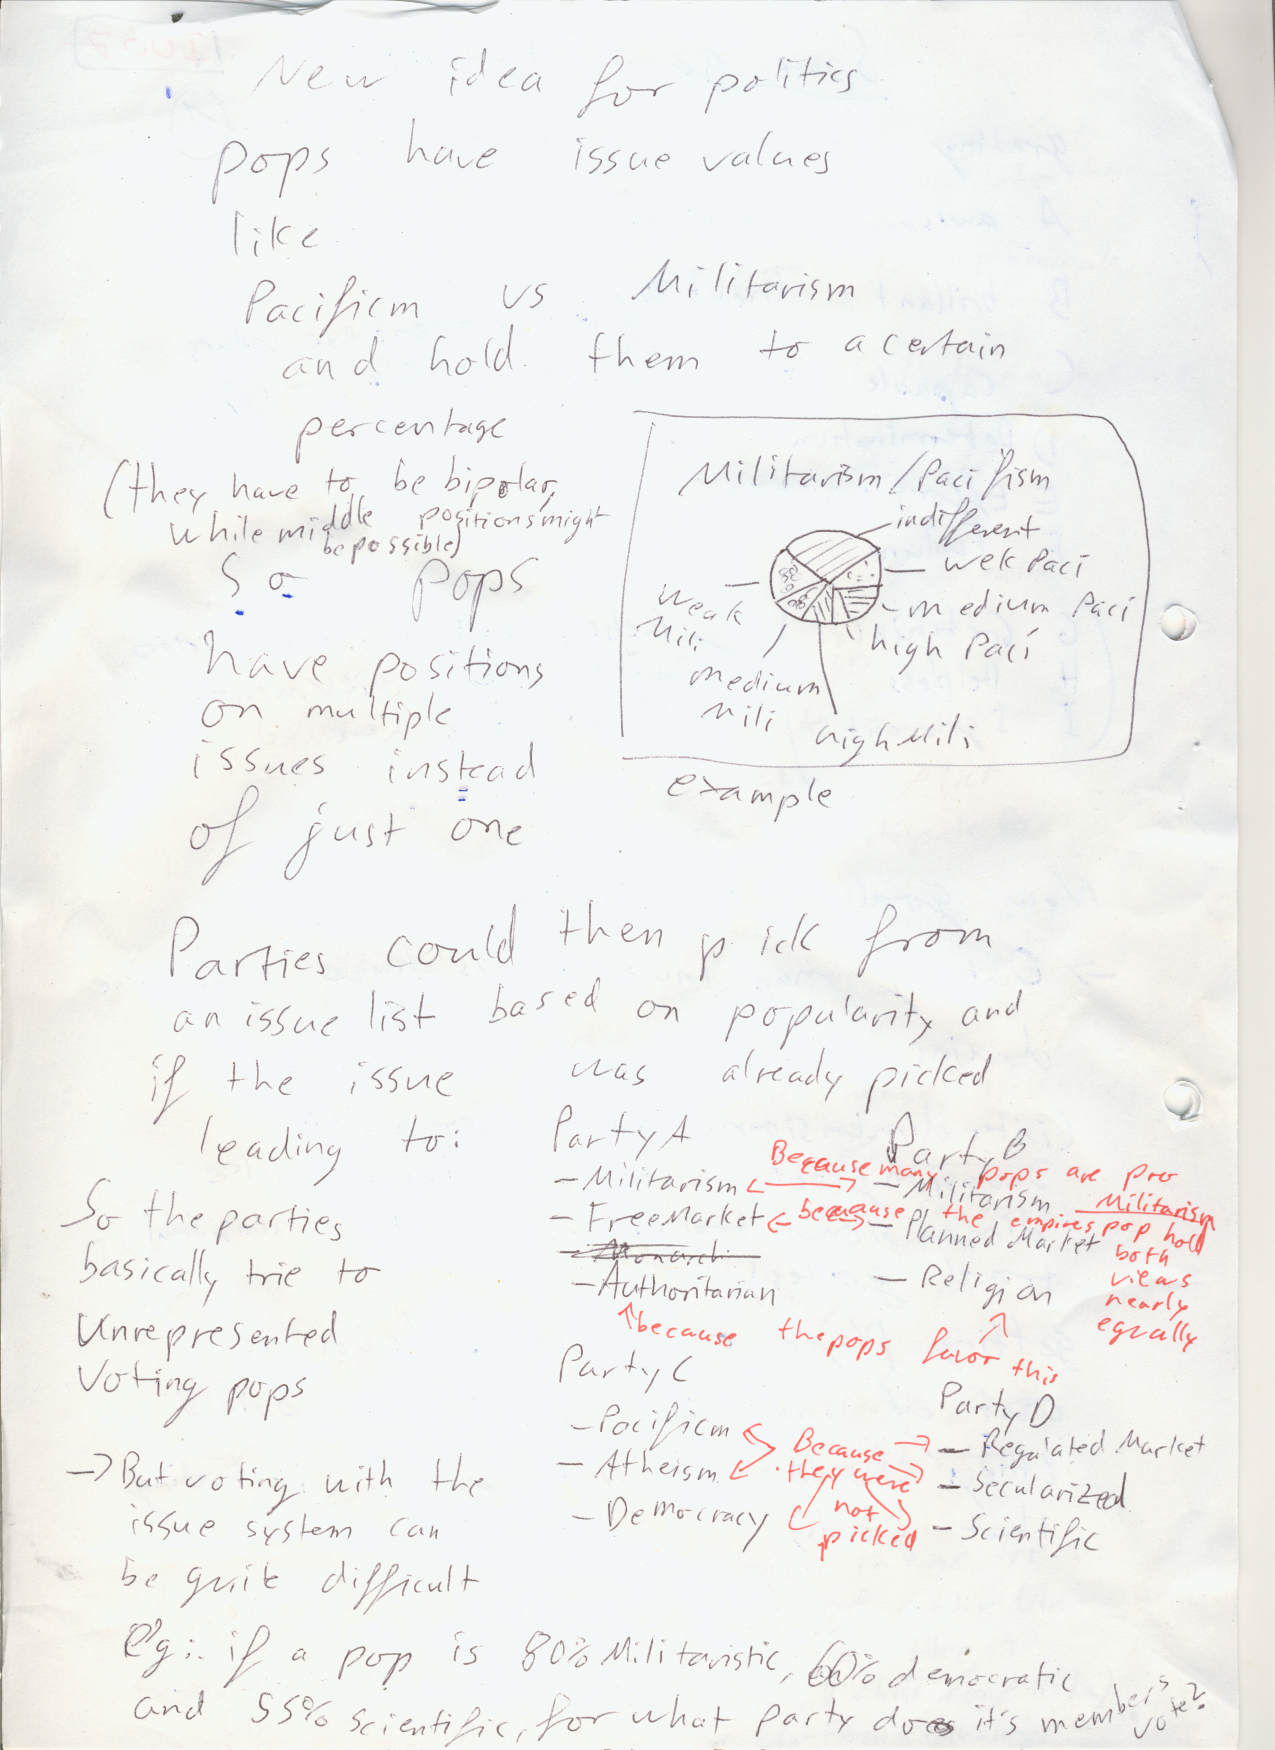 New idea for politics
pops have issue values
like
Pacificm vs Militarism
and hold them to a certain
percentage
(they have to be bipolar,
while middle positions might
be possible)
So pops
have positions
on multiple
issues instead
of just one
Militarism/Pacifism
indifferent
wek Paci
medium Paci
high Paci
weak
Mili
medium
Mili
high Mili
example
Parties could then pick from
an issue list based on popularity and
if the issue was already picked
leading to:
So the parties
basically trie to
Unrepresented
Voting pops
→ But voting with the
issue system can
be quite difficult
Party A
- Militarism
- Free Market
- Monarch
- Authoritarian
Party B
- Militarism
- Planned Market
- Religion
Because many pops are pro
Militarism
because the empires pop hold
both
views
nearly
equally
because the pops favor this
Party C
- Pacificm
- Atheism
- Democracy
Party D
- Regulated Market
- Secularized
- Scientific
Because
they were
not
picked
E'g: if a pop is 80% Militaristic, 60% democratic
and 55% scientific, for what party does it's members
vote?